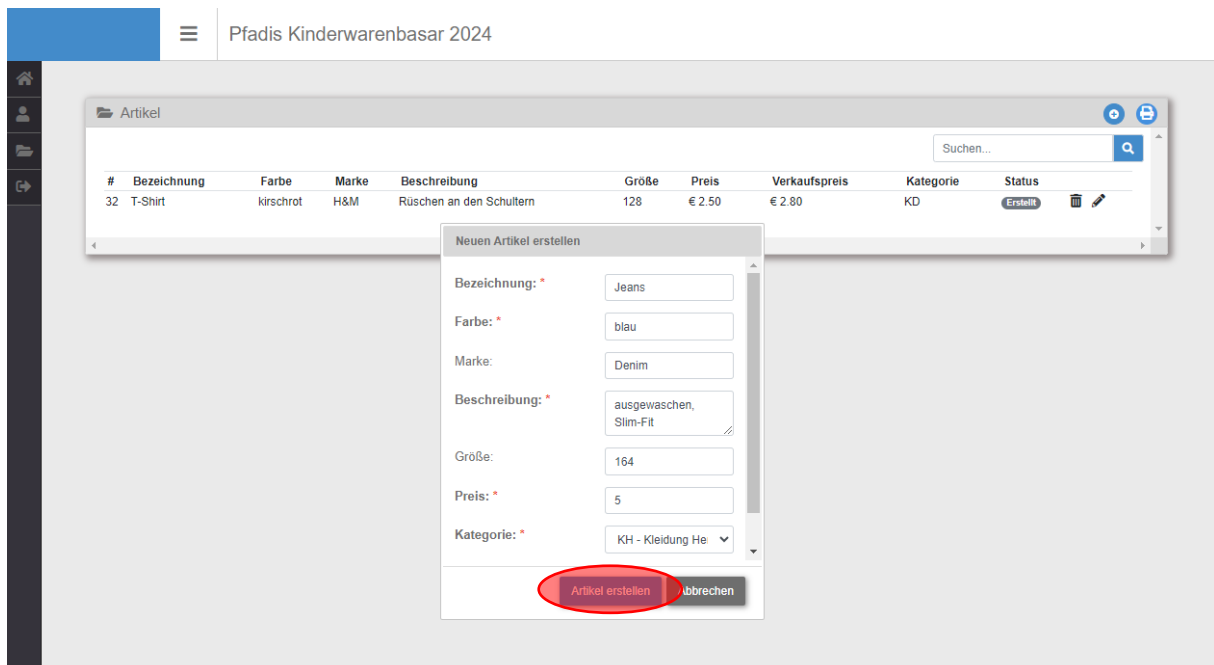 Pfadis Kinderwarenbasar 2024
Artikel
Suchen...
# Bezeichnung Farbe Marke Beschreibung Größe Preis Verkaufspreis Kategorie Status
32 T-Shirt kirschrot H&M Rüschen an den Schultern 128 € 2.50 € 2.80 KD Erstellt
Neuen Artikel erstellen
Bezeichnung: * Jeans
Farbe: * blau
Marke: Denim
Beschreibung: * ausgewaschen,
Slim-Fit
Größe: 164
Preis: * 5
Kategorie: * KH - Kleidung He
Artikel erstellen Abbrechen